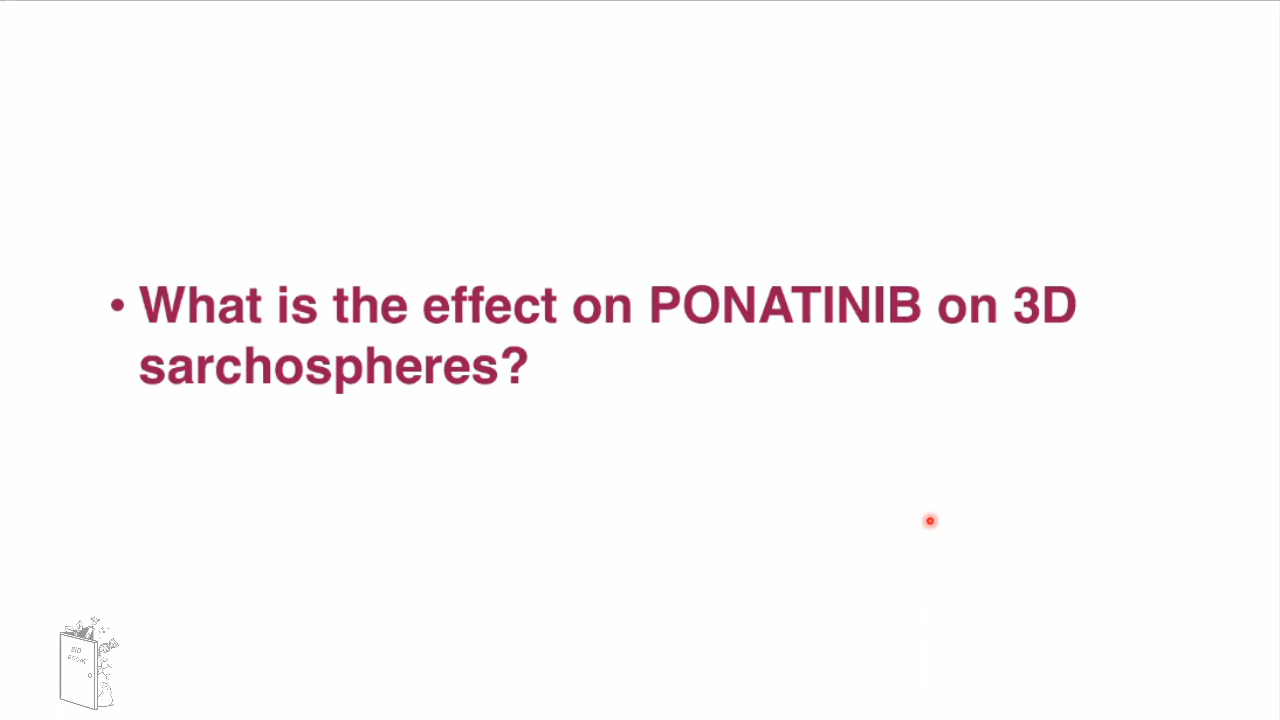 • What is the effect on PONATINIB on 3D
sarchospheres?